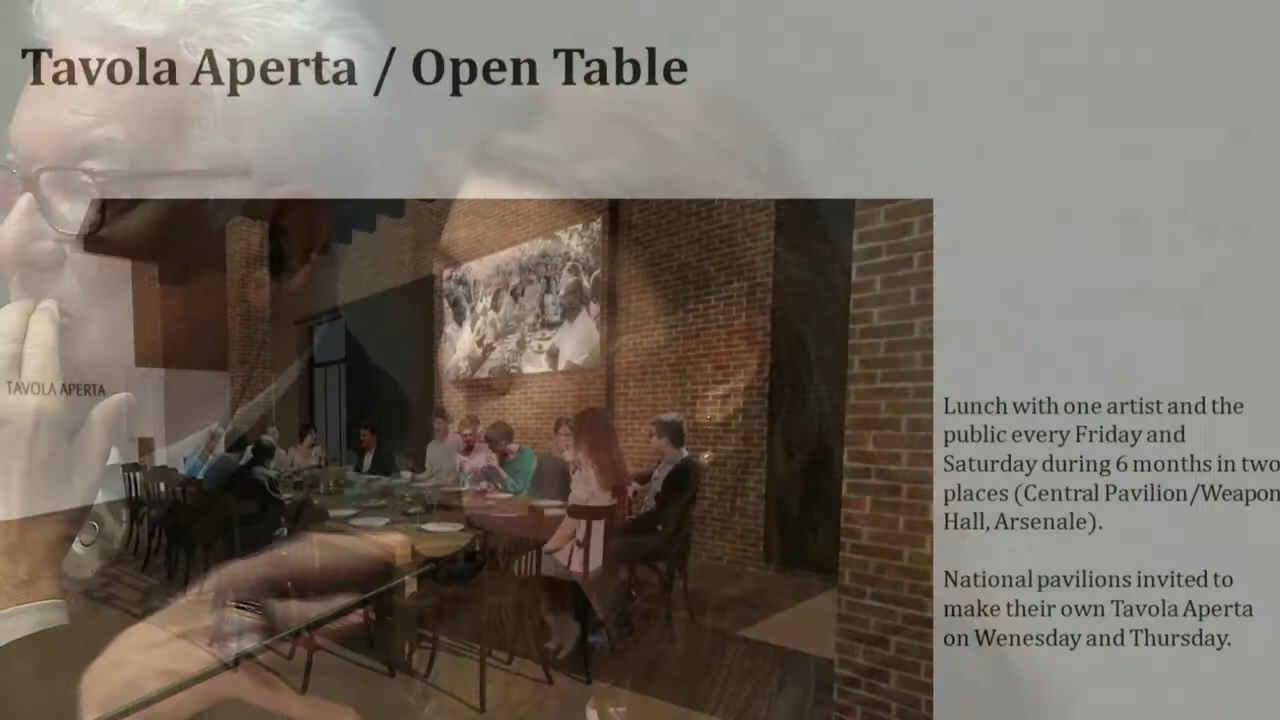 Tavola Aperta / Open Table
TAVOLA APERTA
Lunch with one artist and the
public every Friday and
Saturday during 6 months in two
places (Central Pavilion/Weapon
Hall, Arsenale).
National pavilions invited to
make their own Tavola Aperta
on Wenesday and Thursday.